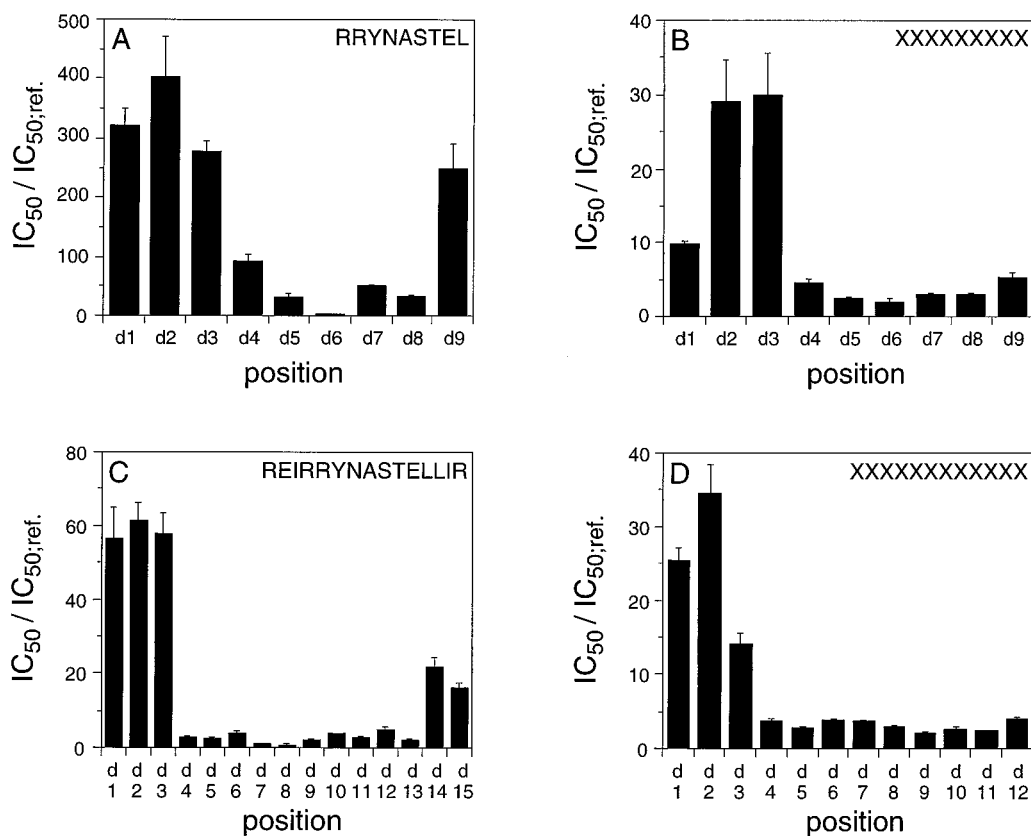 A
RRYNASTEL
500
400
300
200
100
0
IC50 / IC50;ref.
d1 d2 d3 d4 d5 d6 d7 d8 d9
position
B
XXXXXXXXX
40
30
20
10
0
IC50 / IC50;ref.
d1 d2 d3 d4 d5 d6 d7 d8 d9
position
C
REIRRYNASTELLIR
80
60
40
20
0
IC50 / IC50;ref.
d d d d d d d d d d d d d d d
1 2 3 4 5 6 7 8 9 10 11 12 13 14 15
position
D
XXXXXXXXXXXX
40
30
20
10
0
IC50 / IC50;ref.
d d d d d d d d d d d d
1 2 3 4 5 6 7 8 9 10 11 12
position